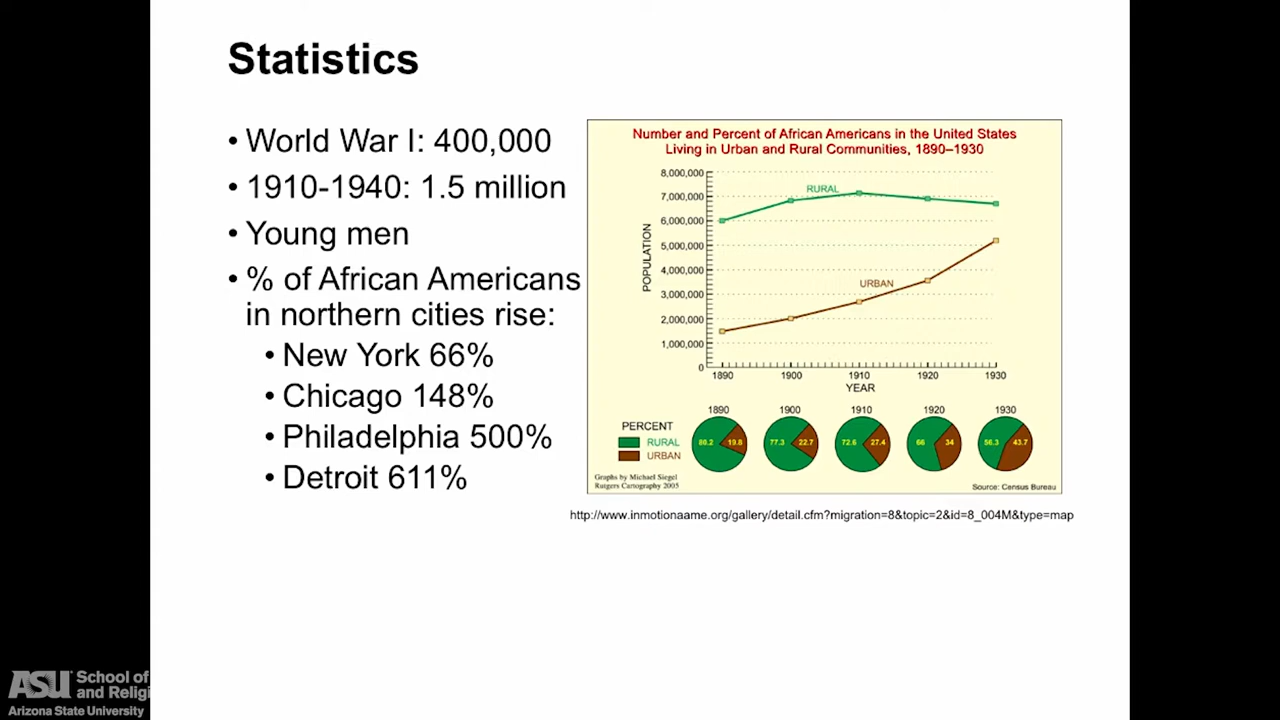 Statistics
• World War I: 400,000
• 1910-1940: 1.5 million
• Young men
• % of African Americans
in northern cities rise:
• New York 66%
• Chicago 148%
• Philadelphia 500%
• Detroit 611%
Number and Percent of African Americans in the United States
Living in Urban and Rural Communities, 1890–1930
8,000,000
7,000,000
6,000,000
5,000,000
4,000,000
3,000,000
2,000,000
1,000,000
0
POPULATION
RURAL
URBAN
1890 1900 1910 1920 1930
YEAR
1890 1900 1910 1920 1930
PERCENT
RURAL
URBAN
80.2 19.8 77.3 22.7 72.6 27.4 66 34 56.3 43.7
Graphs by Michael Siegel
Rutgers Cartography 2005
Source: Census Bureau
http://www.inmotionaame.org/gallery/detail.cfm?migration=8&topic=2&id=8_004M&type=map
ASU School of
and Religi
Arizona State University